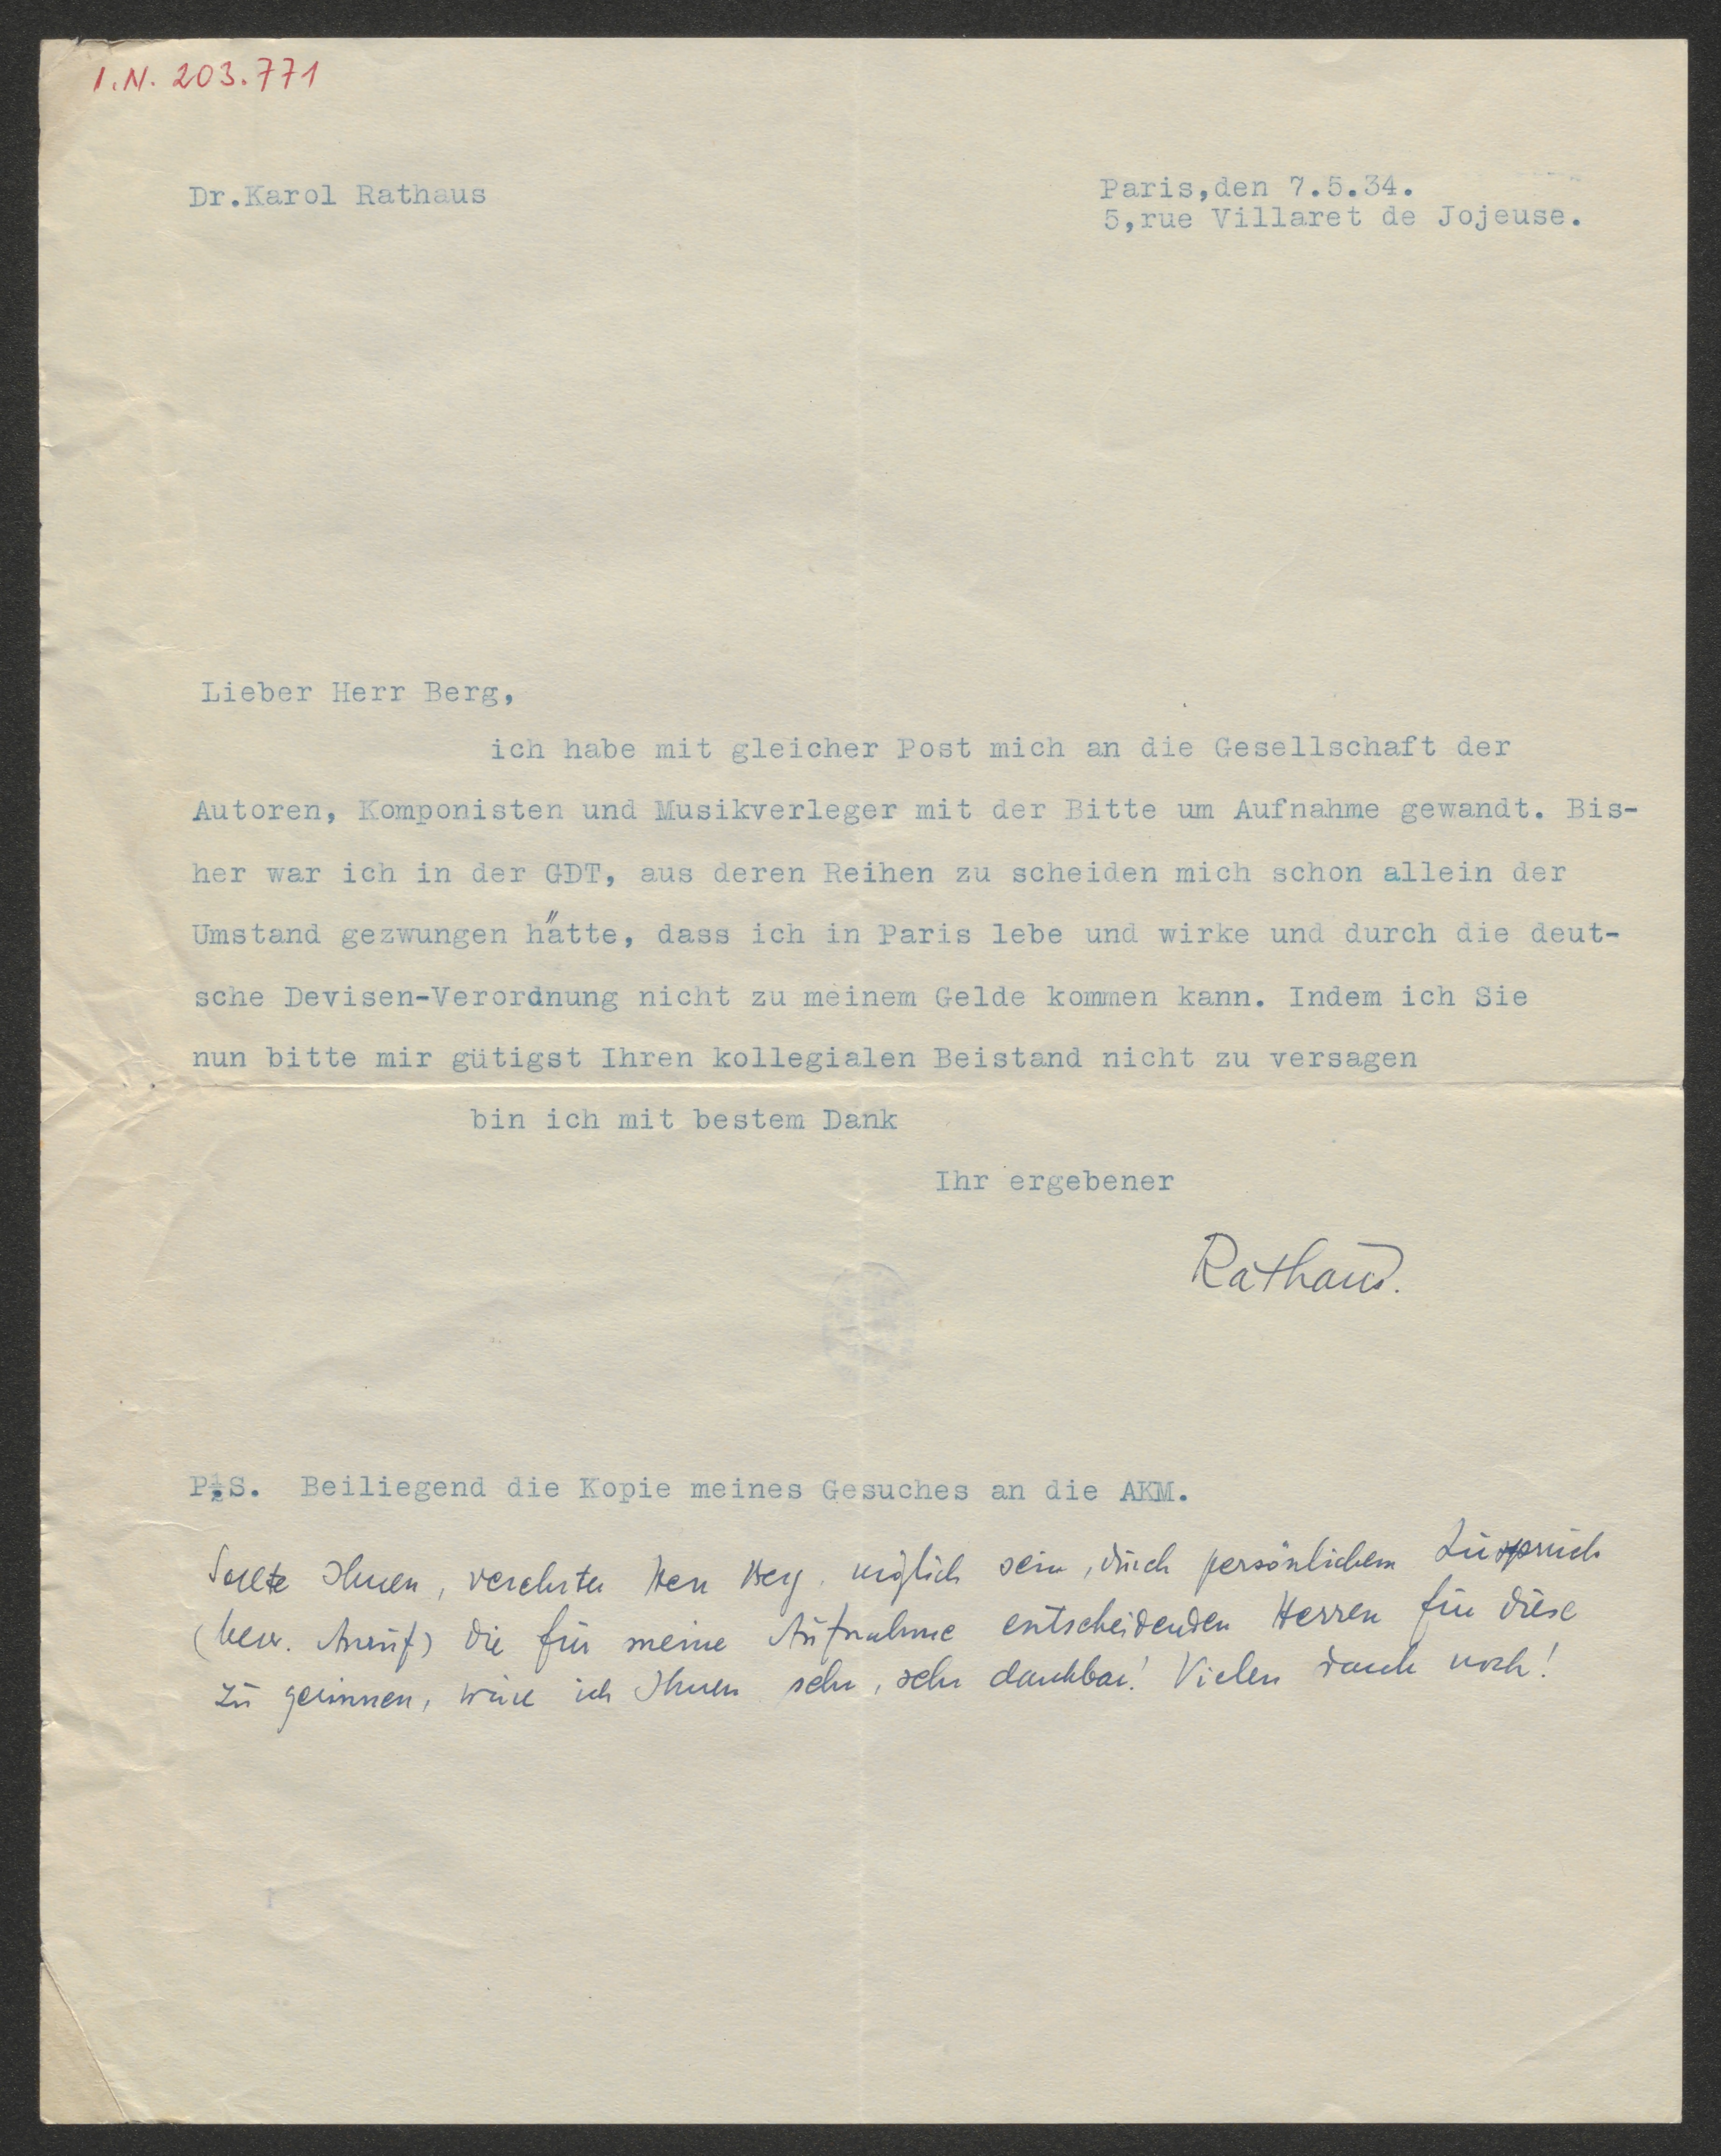 I.N. 203.771
Dr.Karol Rathaus
Paris,den 7.5.34.
5,rue Villaret de Jojeuse.
Lieber Herr Berg,
ich habe mit gleicher Post mich an die Gesellschaft der
Autoren, Komponisten und Musikverleger mit der Bitte um Aufnahme gewandt. Bis-
her war ich in der GDT, aus deren Reihen zu scheiden mich schon allein der
Umstand gezwungen hätte, dass ich in Paris lebe und wirke und durch die deut-
sche Devisen-Verordnung nicht zu meinem Gelde kommen kann. Indem ich Sie
nun bitte mir gütigst Ihren kollegialen Beistand nicht zu versagen
bin ich mit bestem Dank
Ihr ergebener
Rathaus.
P.S. Beiliegend die Kopie meines Gesuches an die AKM.
Sollte Ihnen, verehrter Herr Berg, möglich sein, durch persönlichem Zuspruch
(bezw. Anruf) die für meine Aufnahme entscheidenden Herren für diese
zu gewinnen, wäre ich Ihnen sehr, sehr dankbar! Vielen Dank noch!